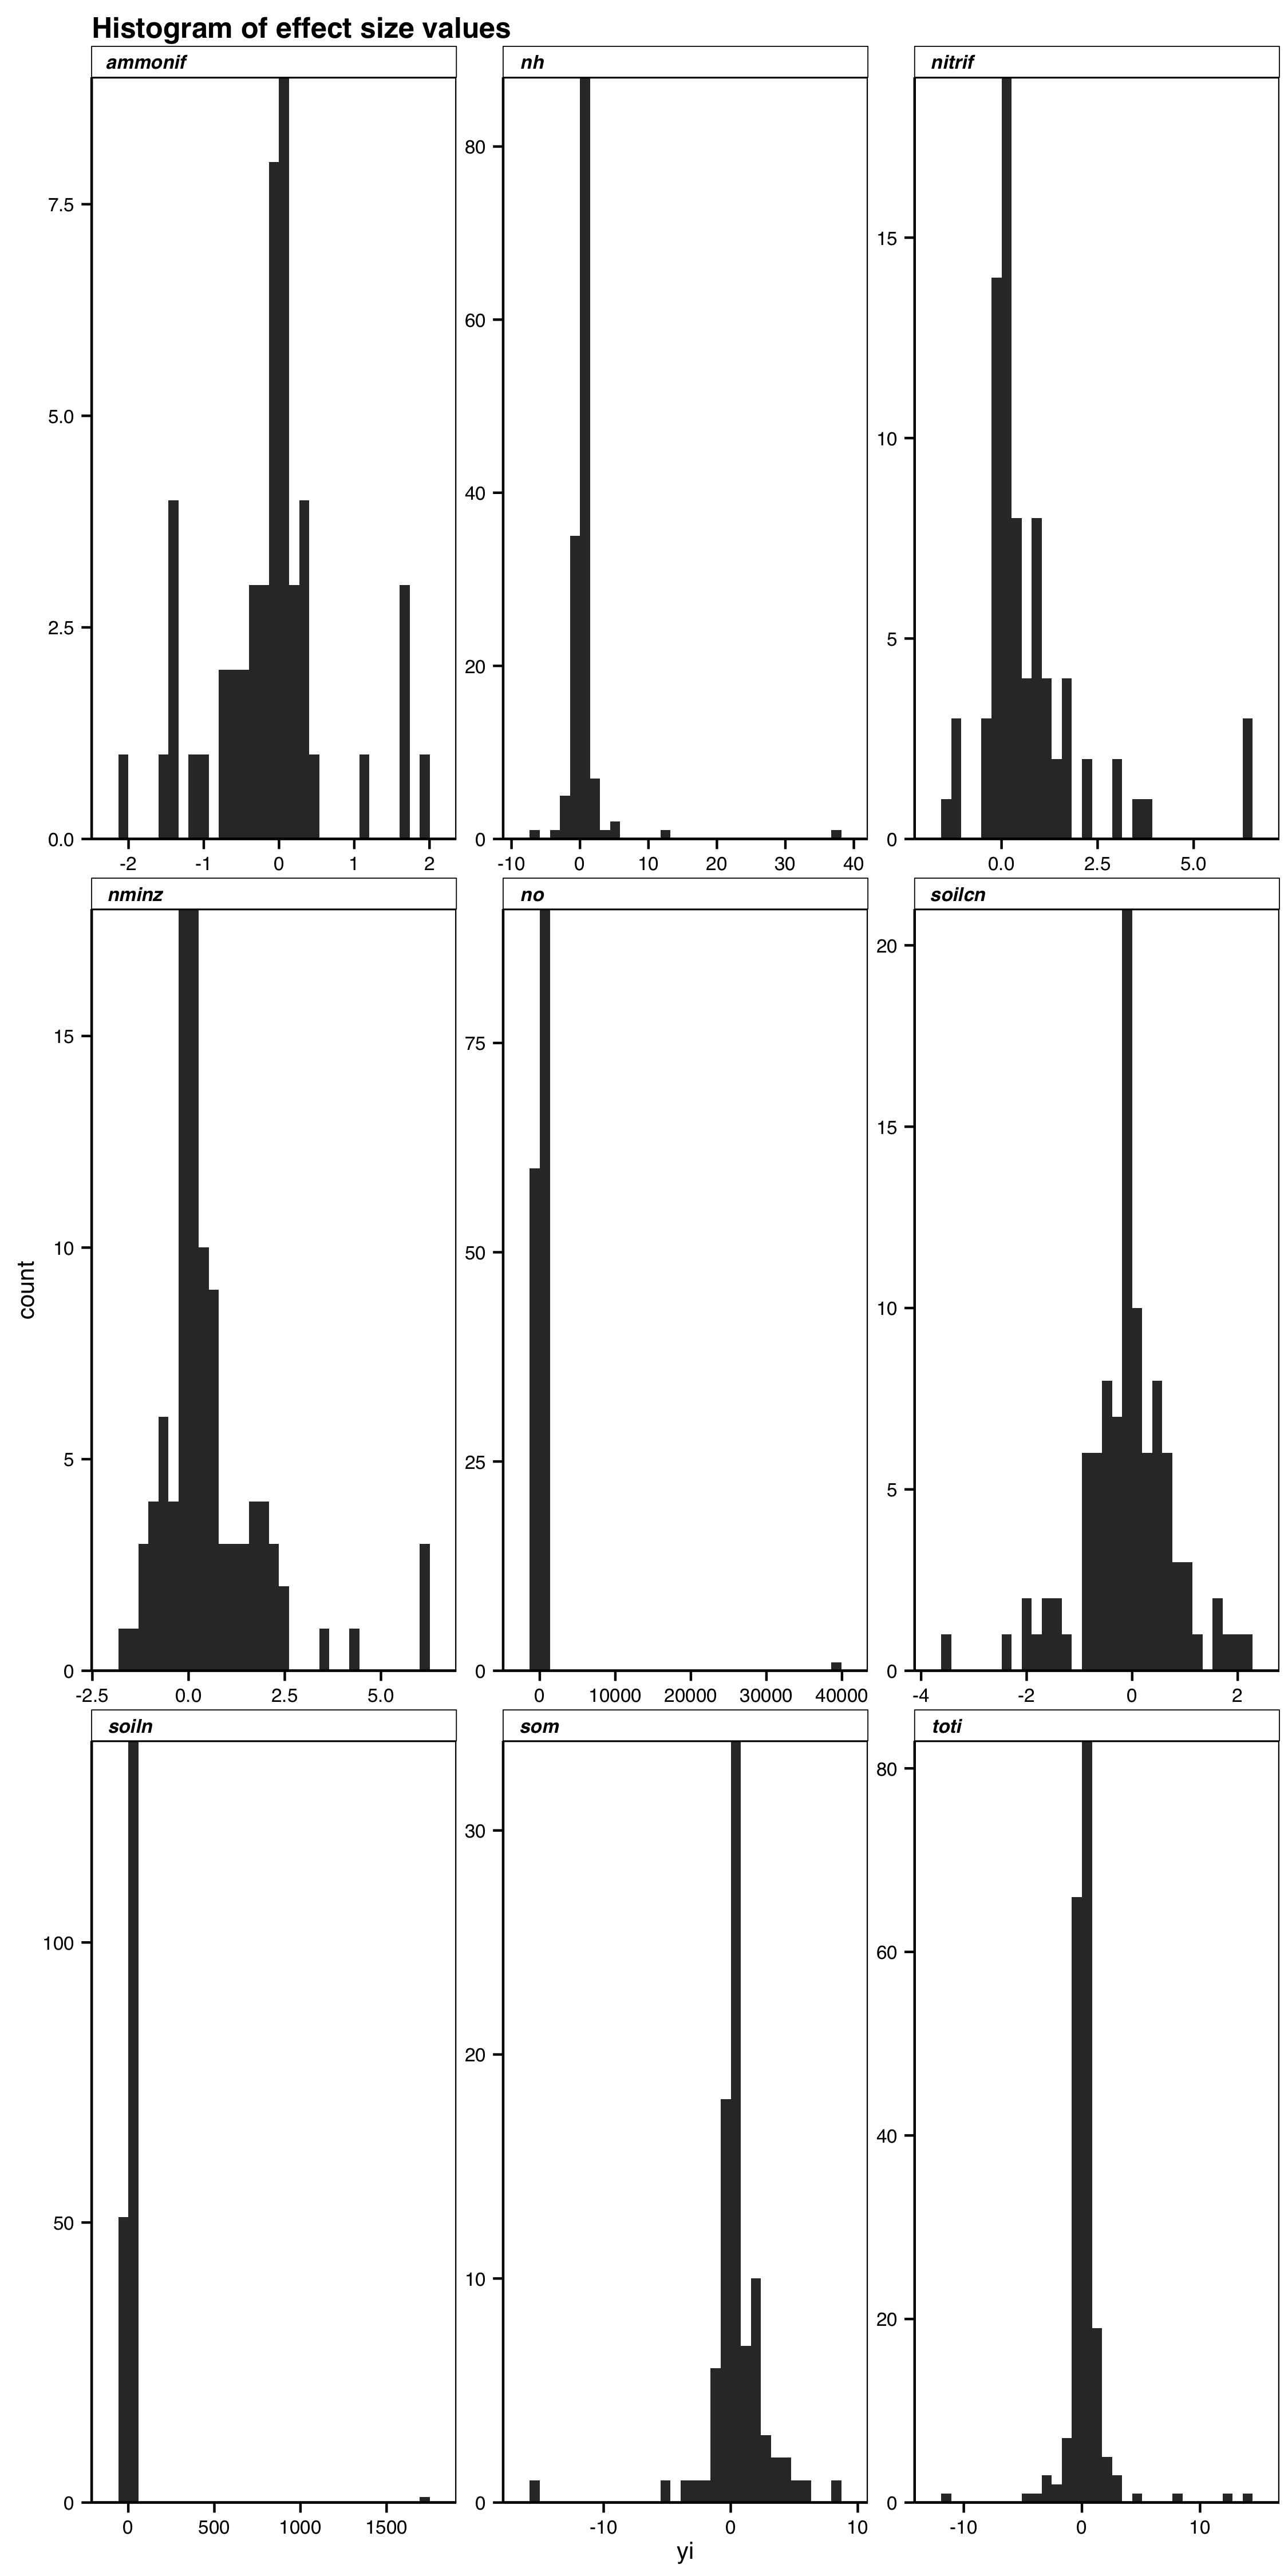 Histogram of effect size values
ammonif nh nitrif
7.5
5.0
2.5
0.0
80
60
40
20
0
15
10
5
0
-2 -1 0 1 2
-10 0 10 20 30 40
0.0 2.5 5.0
nminz no soilcn
15
10
5
0
75
50
25
0
20
15
10
5
0
-2.5 0.0 2.5 5.0
0 10000 20000 30000 40000
-4 -2 0 2
count
soiln som toti
100
50
0
30
20
10
0
80
60
40
20
0
0 500 1000 1500
-10 0 10
-10 0 10
yi